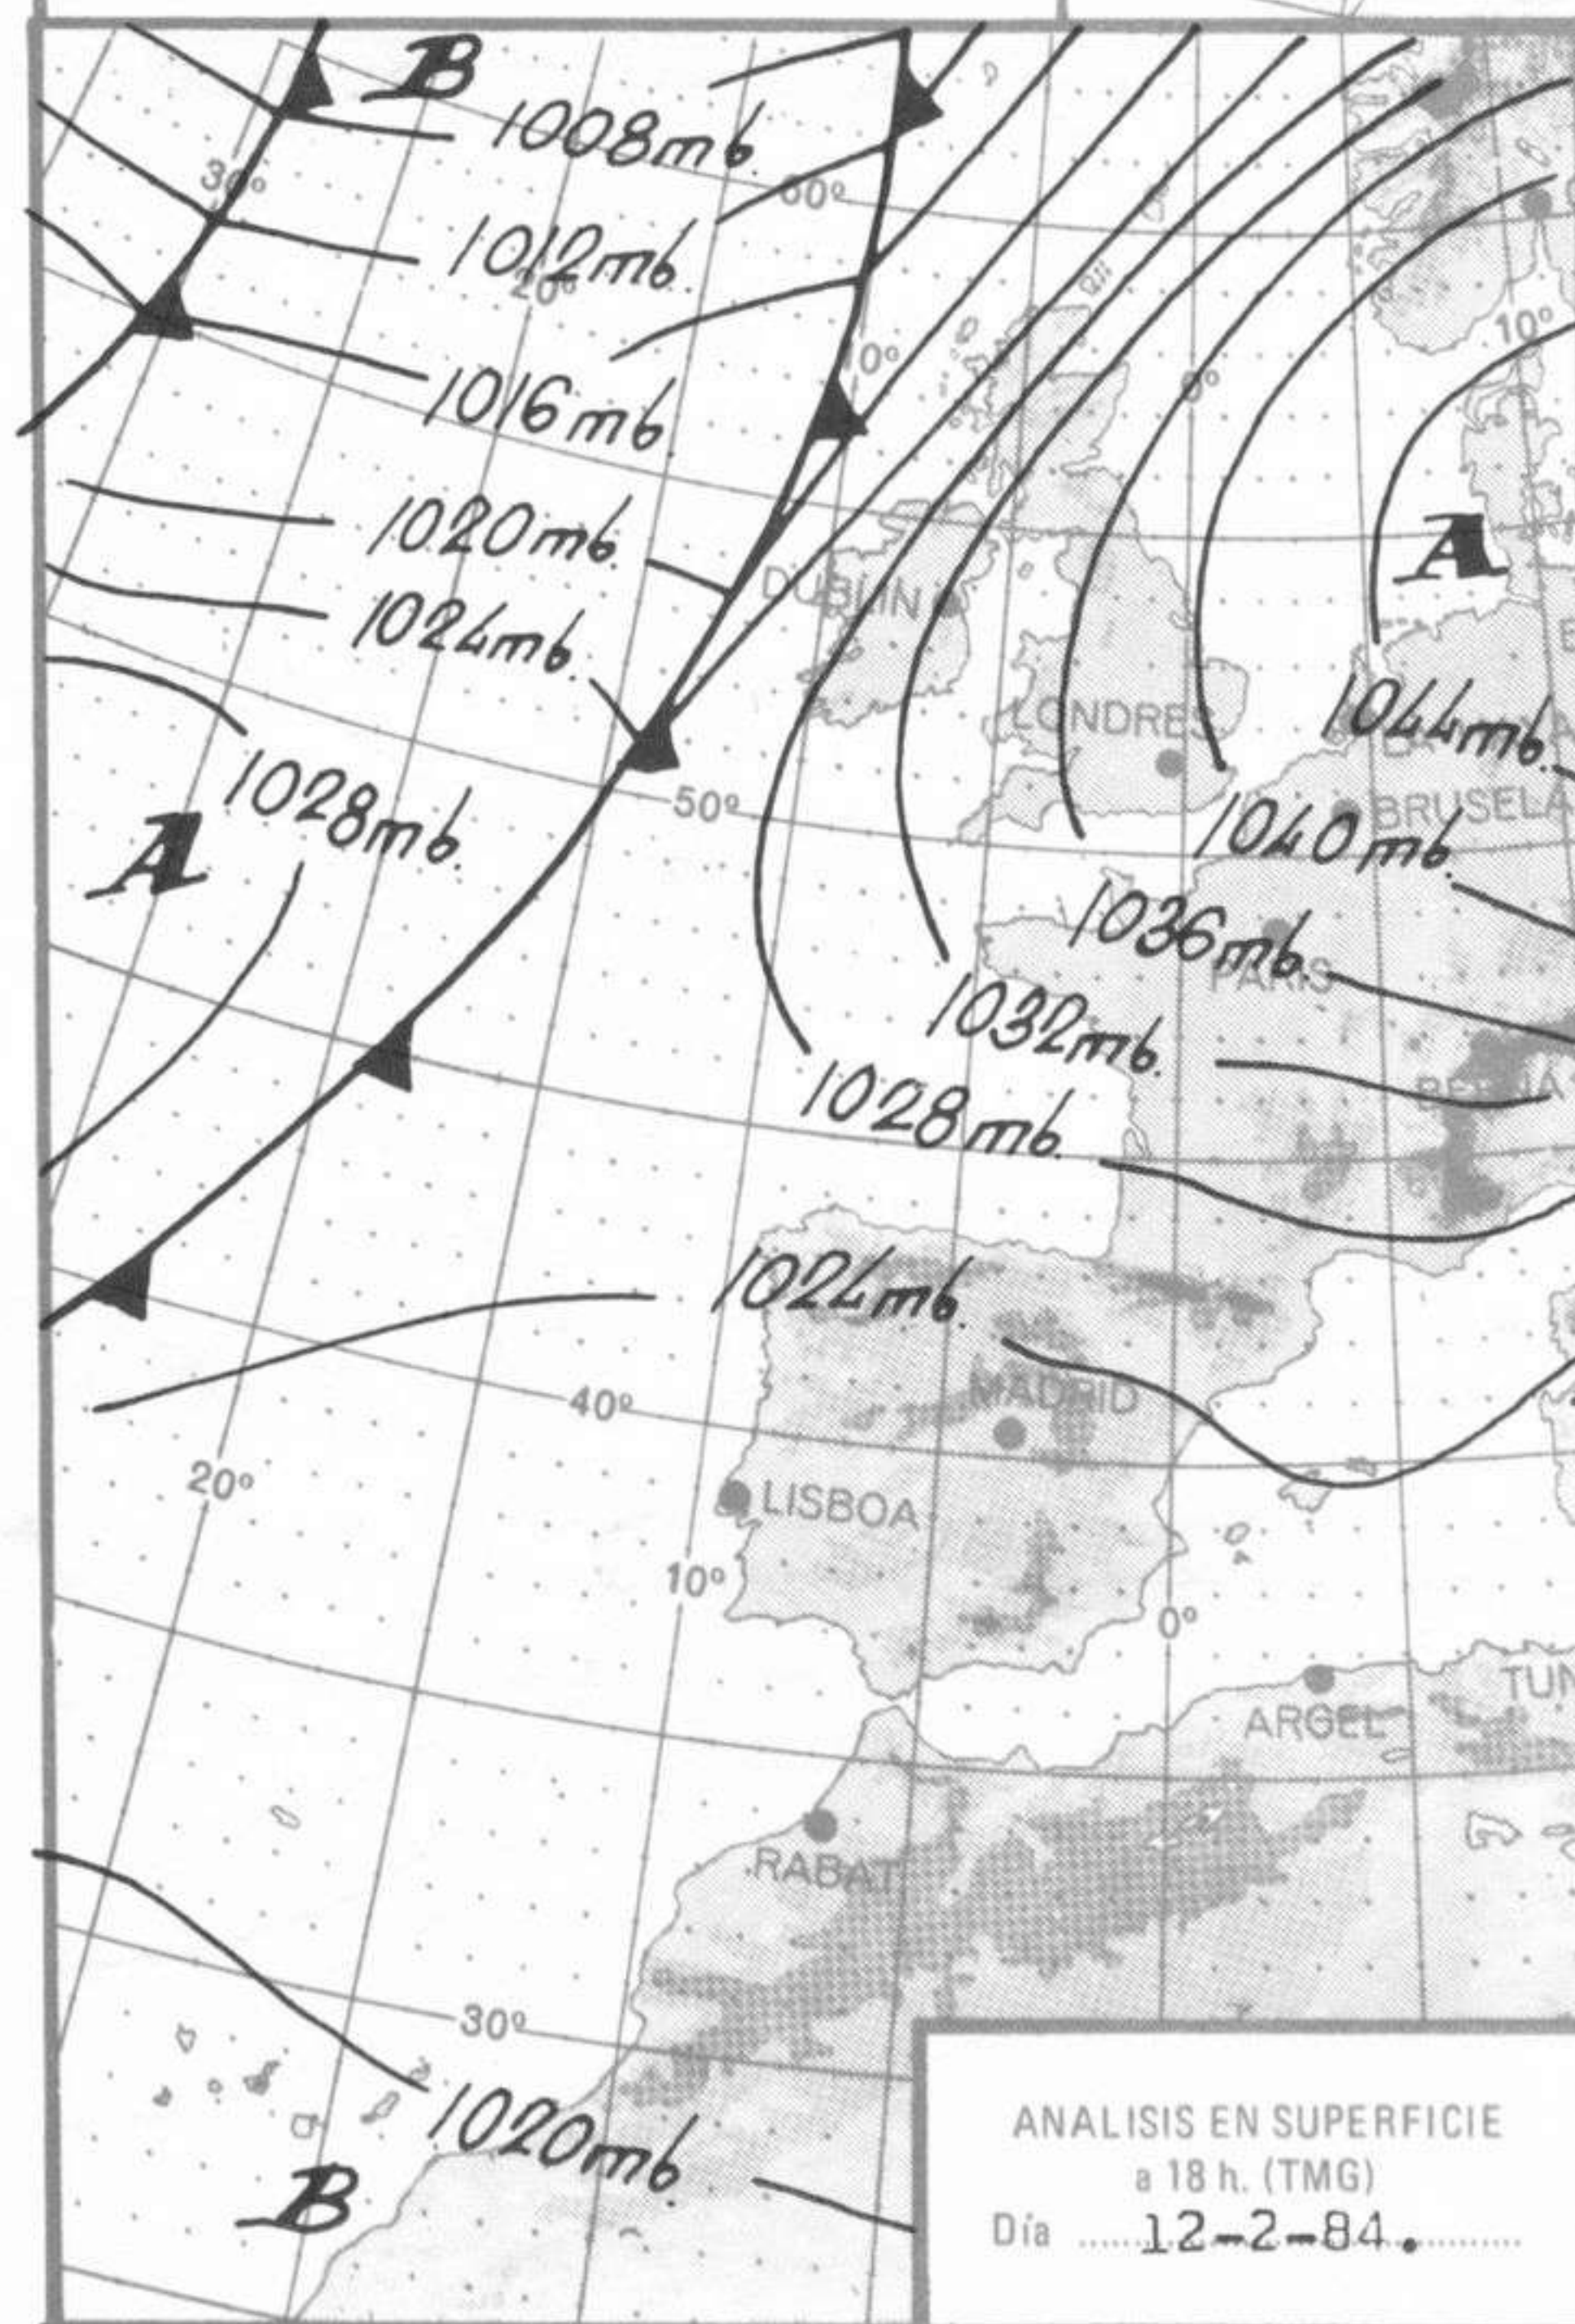 B
1008mb.
30º
60º
1012mb.
20º
10º
10º
0º
1016mb.
1020mb.
A
DUBLIN
1024mb.
LONDRES
1044mb.
1028mb.
50º
BRUSELA
1040mb.
A
1036mb.
PARIS
1032mb.
BERNA
1028mb.
1024mb.
MADRID
40º
20º
LISBOA
10º
0º
TUN
ARGEL
RABAT
30º
1020mb.
B
ANALISIS EN SUPERFICIE
a 18 h. (TMG)
Día 12-2-84.